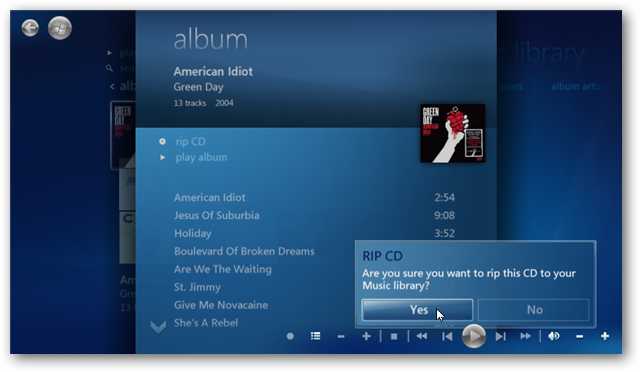 album
library
American Idiot
Green Day
13 tracks 2004
album art
GREEN
DAY
rip CD
play album
American Idiot 2:54
Jesus Of Suburbia 9:08
Holiday 3:52
Boulevard Of Broken Dreams
Are We The Waiting
St. Jimmy
Give Me Novacaine
She's A Rebel
RIP CD
Are you sure you want to rip this CD to your
Music library?
Yes No